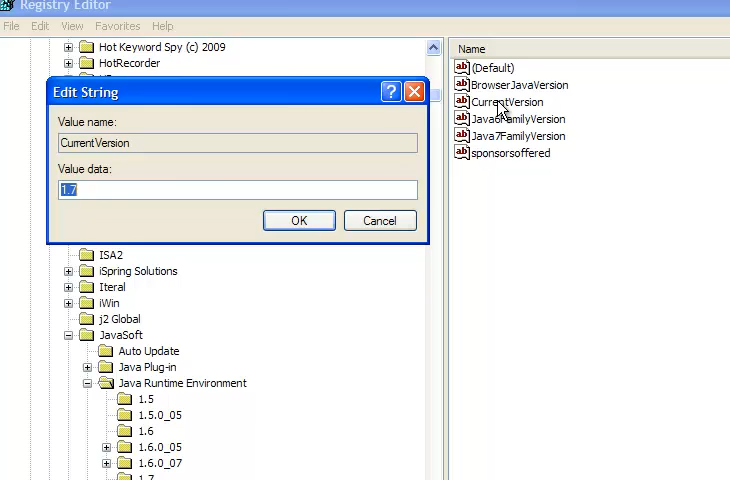 Registry Editor
File Edit View Favorites Help
Hot Keyword Spy (c) 2009
HotRecorder
Edit String
Value name:
CurrentVersion
Value data:
1.7
OK Cancel
ISA2
iSpring Solutions
Iteral
iWin
j2 Global
JavaSoft
Auto Update
Java Plug-in
Java Runtime Environment
1.5
1.5.0_05
1.6
1.6.0_05
1.6.0_07
1.7
Name
(Default)
BrowserJavaVersion
CurrentVersion
Java6FamilyVersion
Java7FamilyVersion
sponsorsoffered